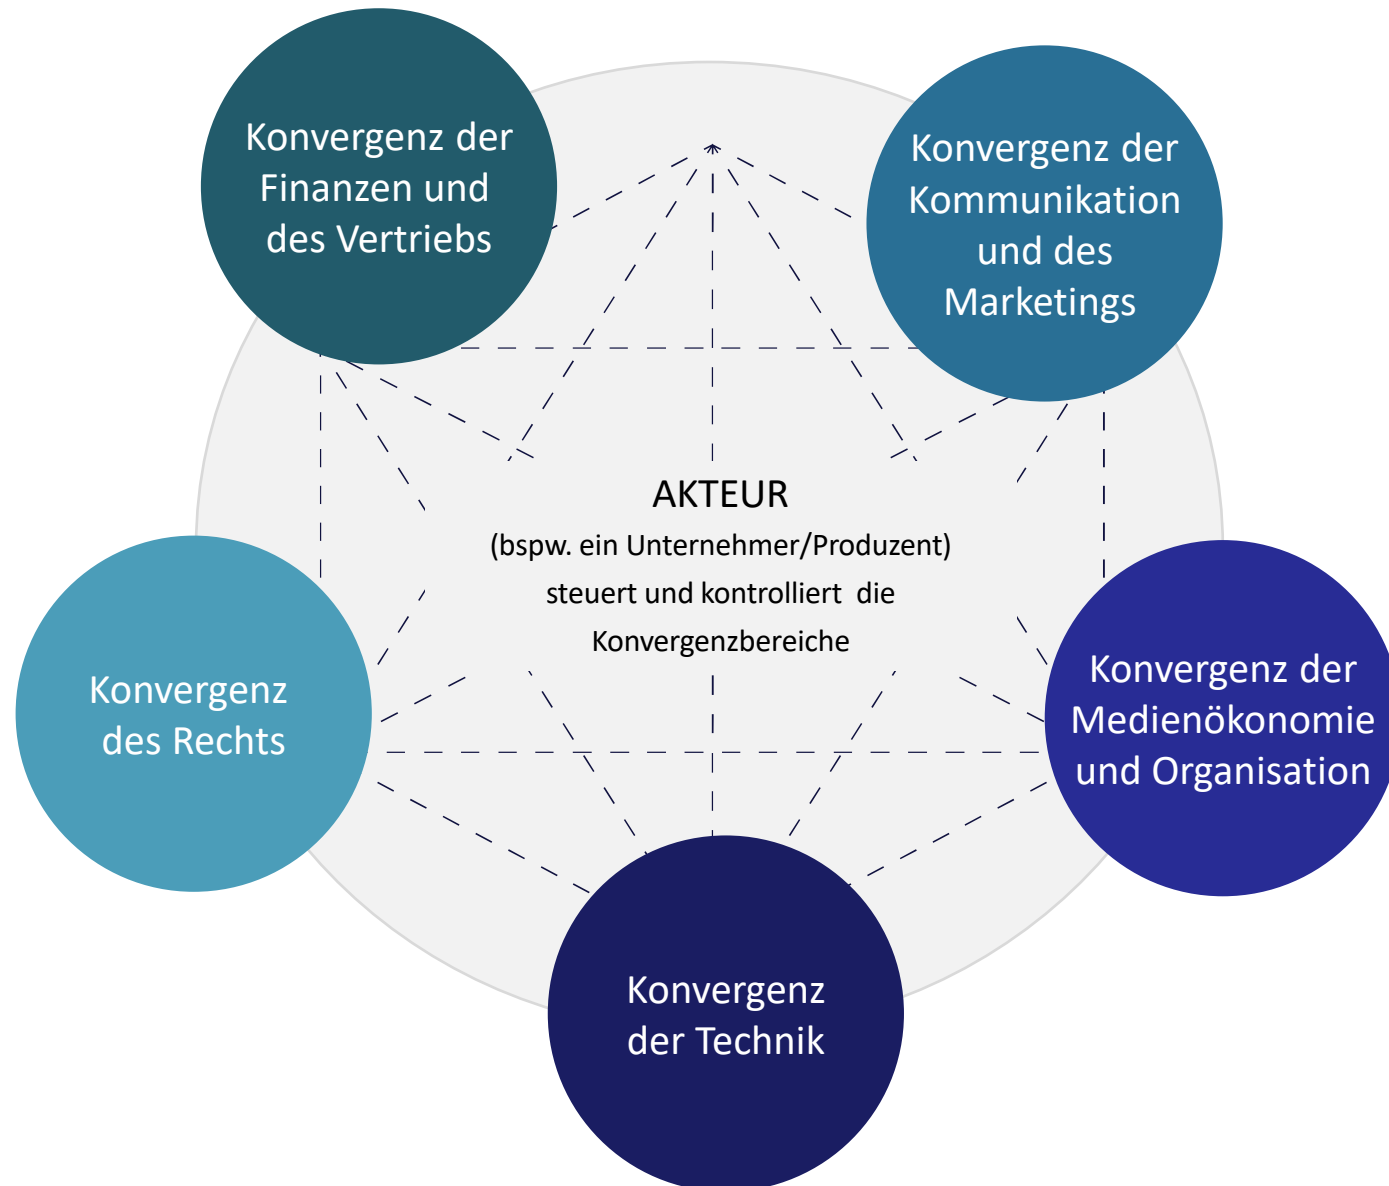 Konvergenz der
Finanzen und
des Vertriebs
Konvergenz der
Kommunikation
und des
Marketings
AKTEUR
(bspw. ein Unternehmer/Produzent)
steuert und kontrolliert die
Konvergenzbereiche
Konvergenz
des Rechts
Konvergenz der
Medienökonomie
und Organisation
Konvergenz
der Technik